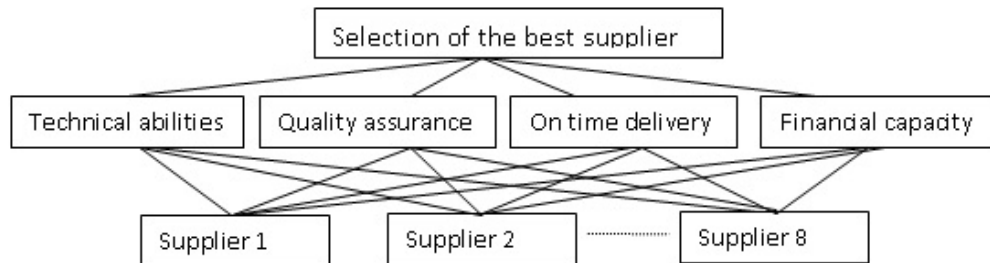 Selection of the best supplier
Technical abilities
Quality assurance
On time delivery
Financial capacity
Supplier 1
Supplier 2
Supplier 8